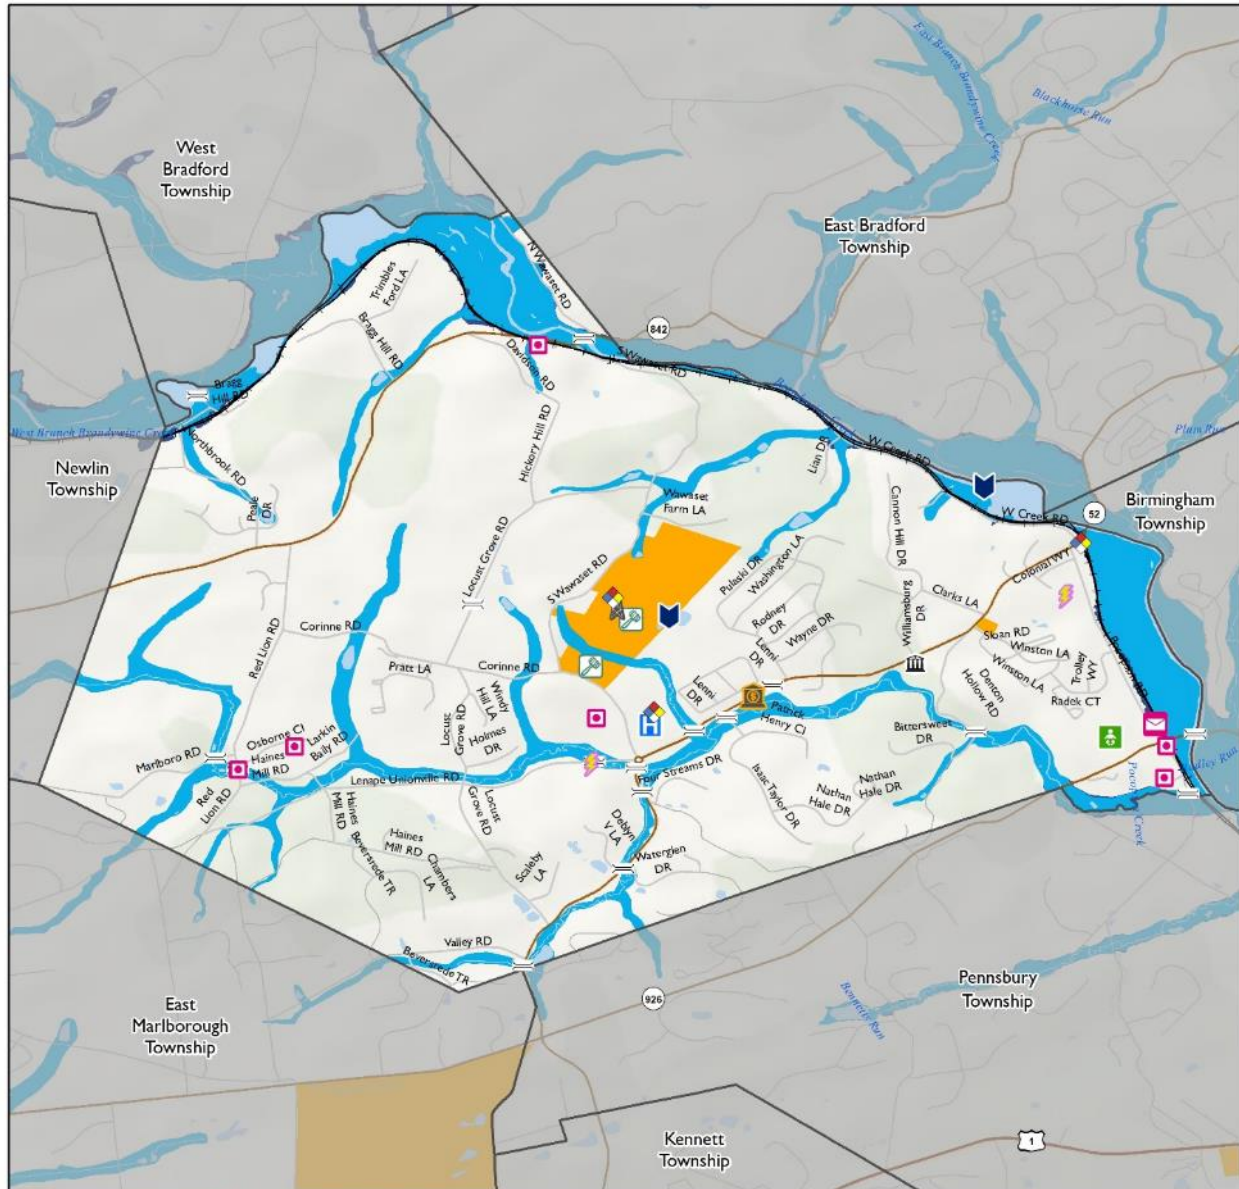 West
Bradford
Township
East Branch Brandywine Creek
Blackhorse Run
East Bradford
Township
N Wawaset RD
Trimbles
Ford LA
842
Bragg Hill RD
Davidson RD
S Wawaset RD
Bragg
Hill RD
West Branch Brandywine Creek
Plum Run
Northbrook RD
Newlin
Township
Peale
DR
Hickory Hill RD
Lian DR
W Creek RD
Wawaset
Farm LA
Cannon Hill DR
W Creek RD
52
Birmingham
Township
Locust Grove RD
S Wawaset RD
Pulaski DR
Washington LA
Colonial WY
Clarks LA
Williamsburg
DR
Rodney
DR
Wayne DR
Lenni
DR
Sloan RD
Winston LA
Winston LA
Trolley
WY
Corinne RD
Red Lion RD
Pratt LA
Corinne RD
Windy
Hill LA
Lenni
DR
Denton
Hollow RD
Radek CT
Patrick
Henry CI
Bittersweet
DR
Locust
Grove RD
Holmes
DR
Osborne CI
Larkin
Baily RD
Marlboro RD
Haines
Mill RD
Lenape Unionville RD
Four Streams DR
H
Red
Lion RD
Isaac Taylor DR
Nathan
Hale DR
Nathan
Hale DR
Pocopson
Creek
Haines
Mill RD
Locust
Grove RD
Deblyn
LA
Beversrede TR
Haines
Mill RD
Chambers
LA
Scaleby
LA
Waterglen
DR
Valley RD
Beversrede TR
East
Marlborough
Township
926
Bennetts Run
Pennsbury
Township
Kennett
Township
1